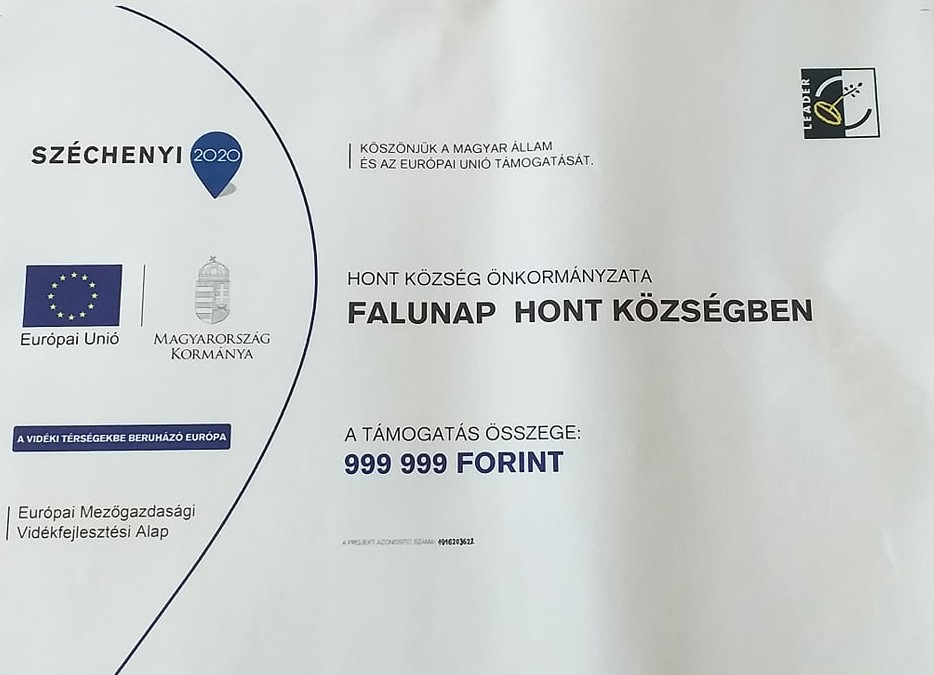 SZÉCHENYI 2020
Európai Unió
MAGYARORSZÁG
KORMÁNYA
A VIDÉKI TÉRSÉGEKBE BERUHÁZÓ EURÓPA
Európai Mezőgazdasági
Vidékfejlesztési Alap
KÖSZÖNJÜK A MAGYAR ÁLLAM
ÉS AZ EURÓPAI UNIÓ TÁMOGATÁSÁT.
LEADER
HONT KÖZSÉG ÖNKORMÁNYZATA
FALUNAP HONT KÖZSÉGBEN
A TÁMOGATÁS ÖSSZEGE:
999 999 FORINT
A PROJEKT AZONOSÍTÓ SZÁMA: